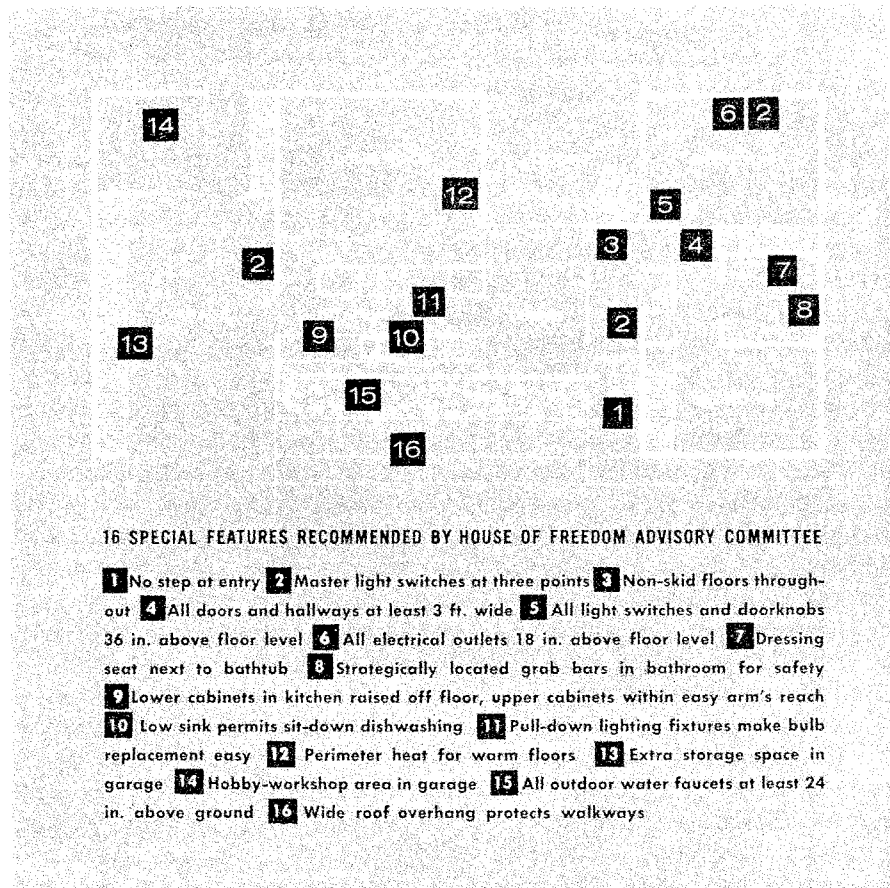 14
6 2
12
5
3 4
2
7
11
8
2
9 10
13
15
1
16
16 SPECIAL FEATURES RECOMMENDED BY HOUSE OF FREEDOM ADVISORY COMMITTEE
1 No step at entry 2 Master light switches at three points 3 Non-skid floors through-
out 4 All doors and hallways at least 3 ft. wide 5 All light switches and doorknobs
36 in. above floor level 6 All electrical outlets 18 in. above floor level 7 Dressing
seat next to bathtub 8 Strategically located grab bars in bathroom for safety
9 Lower cabinets in kitchen raised off floor, upper cabinets within easy arm's reach
10 Low sink permits sit-down dishwashing 11 Pull-down lighting fixtures make bulb
replacement easy 12 Perimeter heat for warm floors 13 Extra storage space in
garage 14 Hobby-workshop area in garage 15 All outdoor water faucets at least 24
in. above ground 16 Wide roof overhang protects walkways